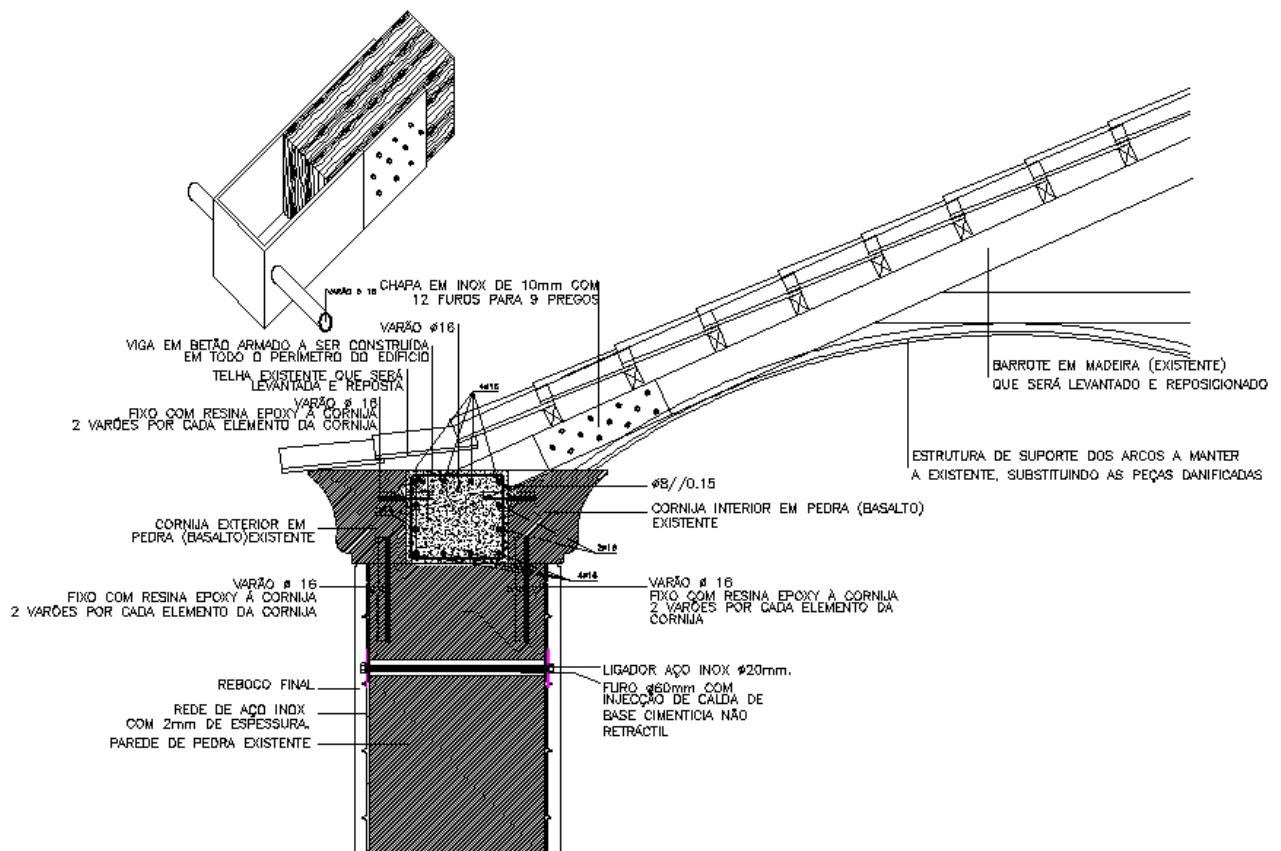 VARÃO ø 16
CHAPA EM INOX DE 10mm COM
12 FUROS PARA 9 PREGOS
VARÃO ø16
VIGA EM BETÃO ARMADO A SER CONSTRUÍDA
EM TODO O PERÍMETRO DO EDIFICIO
TELHA EXISTENTE QUE SERÁ
LEVANTADA E REPOSTA
VARÃO ø 16
FIXO COM RESINA EPOXY À CORNIJA
2 VARÕES POR CADA ELEMENTO DA CORNIJA
4ø16
BARROTE EM MADEIRA (EXISTENTE)
QUE SERÁ LEVANTADO E REPOSICIONADO
ESTRUTURA DE SUPORTE DOS ARCOS A MANTER
A EXISTENTE, SUBSTITUINDO AS PEÇAS DANIFICADAS
ø8//0.15
CORNIJA INTERIOR EM PEDRA (BASALTO)
EXISTENTE
CORNIJA EXTERIOR EM
PEDRA (BASALTO)EXISTENTE
4ø16
VARÃO ø 16
FIXO COM RESINA EPOXY À CORNIJA
2 VARÕES POR CADA ELEMENTO DA CORNIJA
VARÃO ø 16
FIXO COM RESINA EPOXY À CORNIJA
2 VARÕES POR CADA ELEMENTO DA
CORNIJA
LIGADOR AÇO INOX ø20mm.
FURO ø60mm COM
INJECÇÃO DE CALDA DE
BASE CIMENTICIA NÃO
RETRÁCTIL
REBOCO FINAL
REDE DE AÇO INOX
COM 2mm DE ESPESSURA.
PAREDE DE PEDRA EXISTENTE